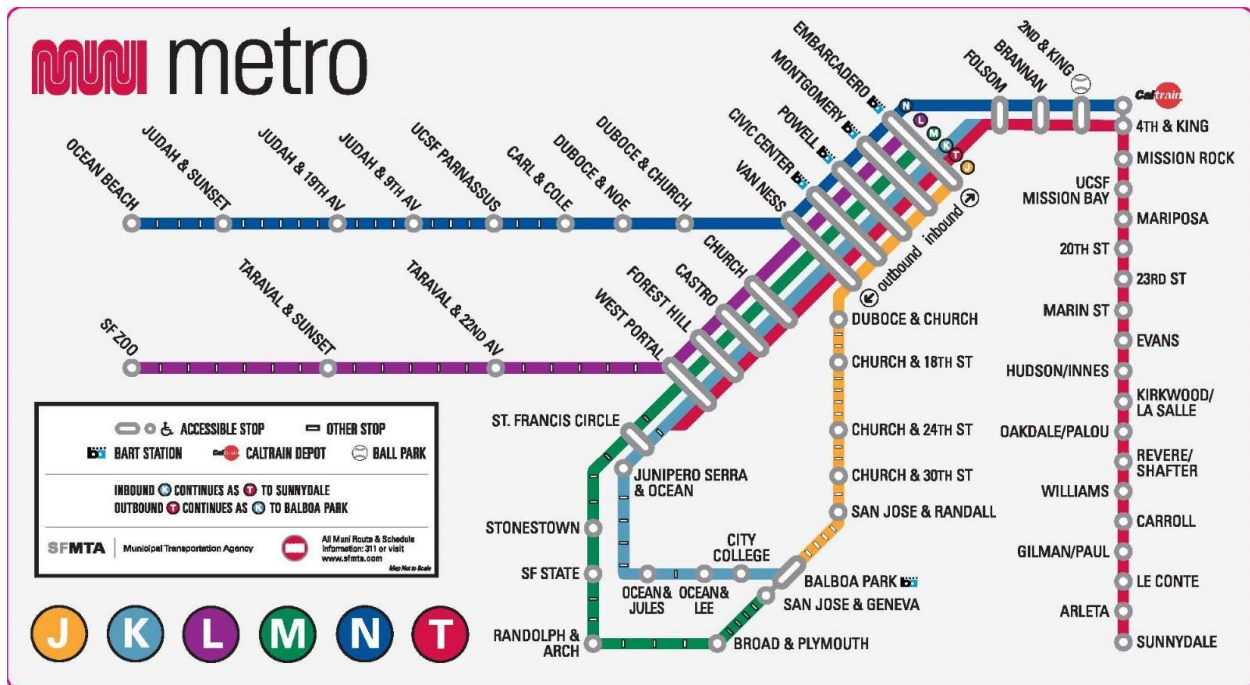 MUNI metro
OCEAN BEACH
JUDAH & SUNSET
JUDAH & 19TH AV
JUDAH & 9TH AV
UCSF PARNASSUS
CARL & COLE
DUBOCE & NOE
DUBOCE & CHURCH
VAN NESS
CIVIC CENTER
POWELL
MONTGOMERY
EMBARCADERO
N
L
M
K
T
J
FOLSOM
BRANNAN
2ND & KING
Caltrain
4TH & KING
MISSION ROCK
UCSF
MISSION BAY
MARIPOSA
20TH ST
23RD ST
MARIN ST
EVANS
HUDSON/INNES
KIRKWOOD/
LA SALLE
OAKDALE/PALOU
REVERE/
SHAFTER
WILLIAMS
CARROLL
GILMAN/PAUL
LE CONTE
ARLETA
SUNNYDALE
outbound inbound
SF ZOO
TARAVAL & SUNSET
TARAVAL & 22ND AV
WEST PORTAL
FOREST HILL
CASTRO
CHURCH
DUBOCE & CHURCH
CHURCH & 18TH ST
CHURCH & 24TH ST
CHURCH & 30TH ST
SAN JOSE & RANDALL
ST. FRANCIS CIRCLE
JUNIPERO SERRA
& OCEAN
STONESTOWN
SF STATE
RANDOLPH &
ARCH
OCEAN &
JULES
OCEAN &
LEE
CITY
COLLEGE
BALBOA PARK
SAN JOSE & GENEVA
BROAD & PLYMOUTH
ACCESSIBLE STOP
OTHER STOP
BART STATION
Caltrain CALTRAIN DEPOT
BALL PARK
INBOUND K CONTINUES AS T TO SUNNYDALE
OUTBOUND T CONTINUES AS K TO BALBOA PARK
SFMTA Municipal Transportation Agency
All Muni Route & Schedule
Information: 311 or visit
www.sfmta.com
Map Not to Scale
J K L M N T